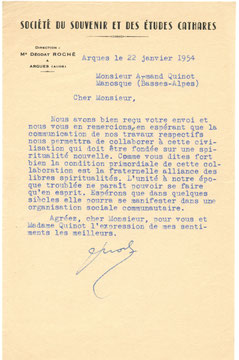 SOCIÉTÉ DU SOUVENIR ET DES ÉTUDES CATHARES
DIRECTION :
Mr DÉODAT ROCHÉ
A
ARQUES (AUDE)
Arques le 22 janvier 1954
Monsieur Armand Quinot
Manosque (Basses-Alpes)
Cher Monsieur,
Nous avons bien reçu votre envoi et
nous vous en remercions, en espérant que la
communication de nos travaux respectifs
nous permettra de collaborer à cette civi-
lisation qui doit être fondée sur une spi-
ritualité nouvelle. Comme vous dites fort
bien la condition primordiale de cette col-
laboration est la fraternelle alliance des
libres spiritualités. L'unité à notre épo-
que troublée ne paraît pouvoir se faire
qu'en esprit. Espérons que dans quelques
siècles elle pourra se manifester dans une
organisation sociale communautaire.
Agréez, cher Monsieur, pour vous et
Madame Quinot l'expression de mes senti-
ments les meilleurs.